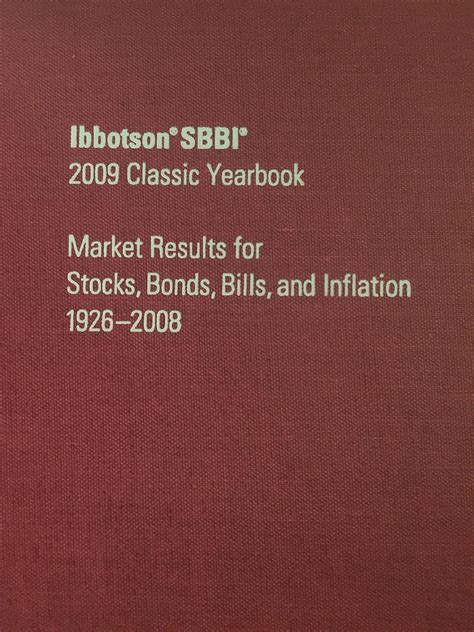 Ibbotson® SBBI®
2009 Classic Yearbook
Market Results for
Stocks, Bonds, Bills, and Inflation
1926–2008